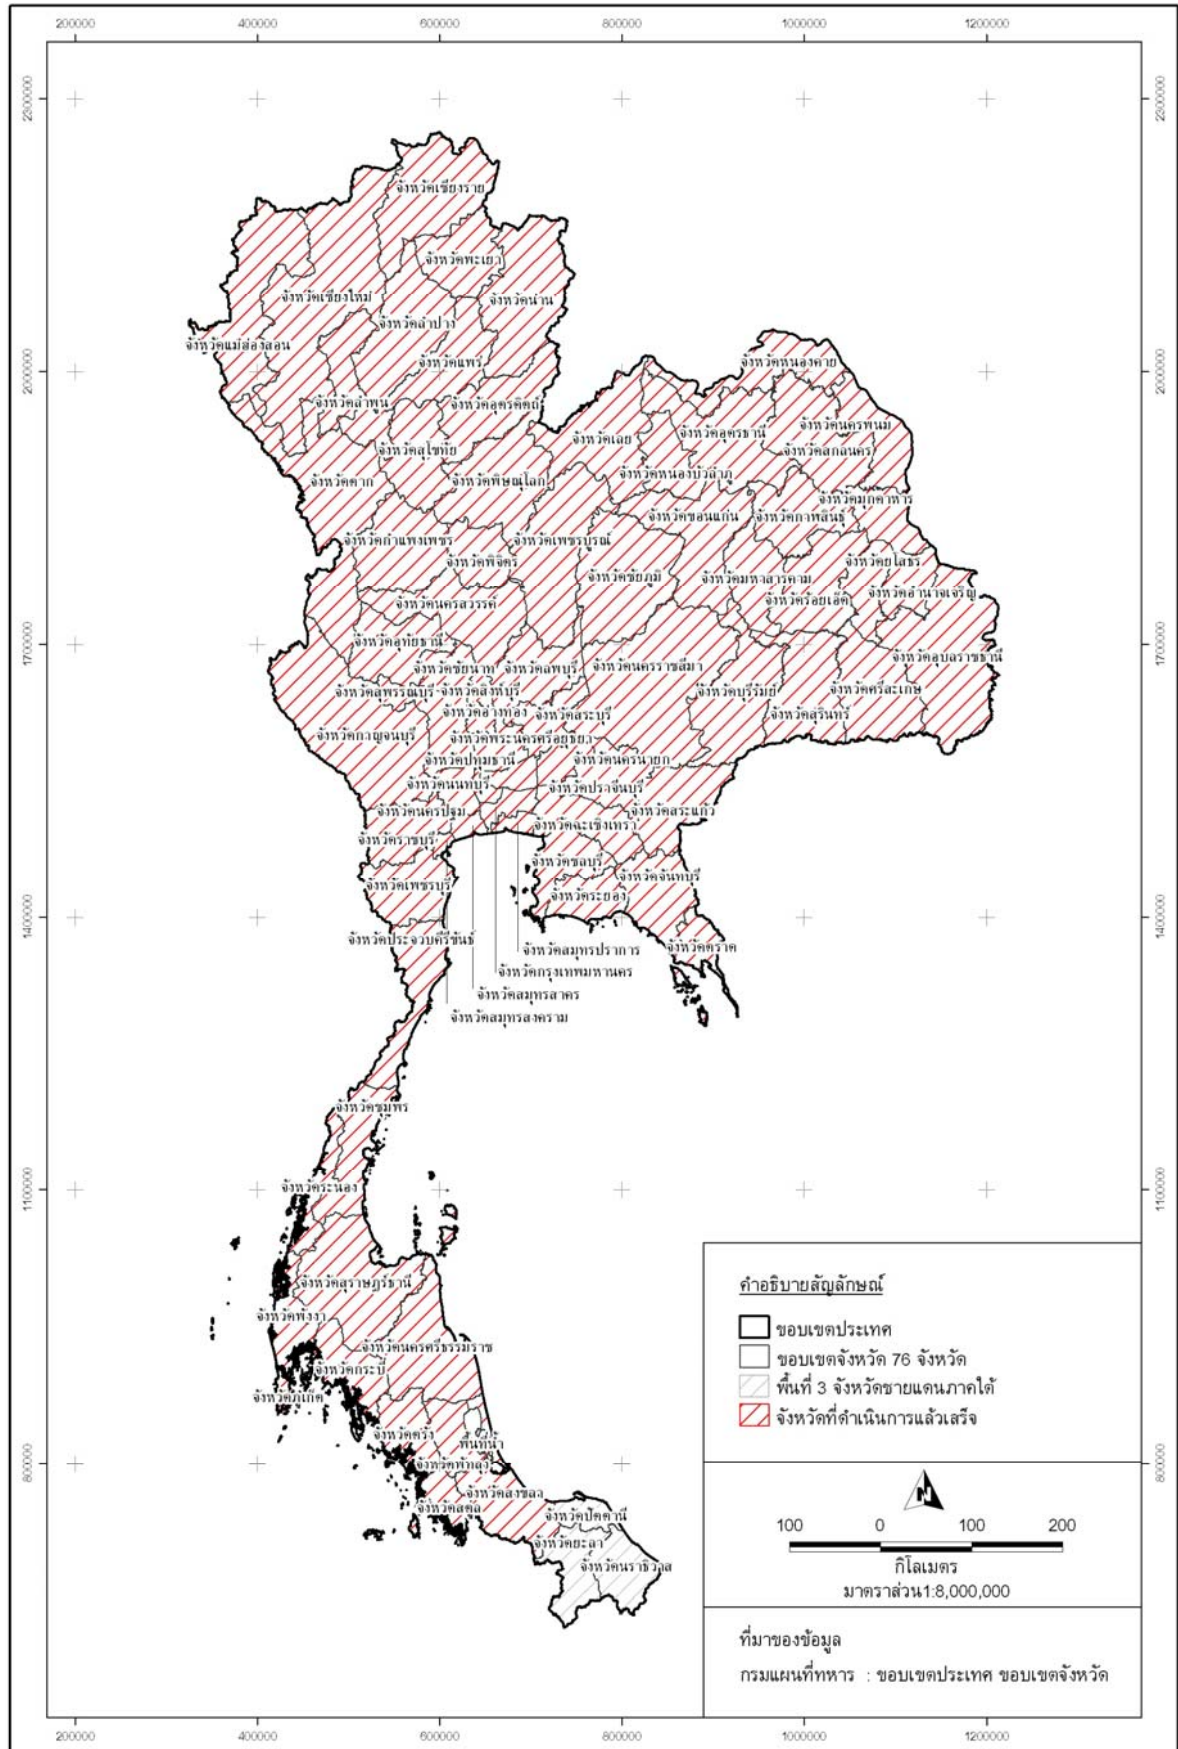 200000 400000 600000 800000 1000000 1200000
2300000 2300000
จังหวัดเชียงราย
จังหวัดพะเยา
จังหวัดน่าน
จังหวัดเชียงใหม่
จังหวัดลำปาง
จังหวัดแม่ฮ่องสอน
จังหวัดแพร่
จังหวัดหนองคาย
2000000 2000000
จังหวัดลำพูน
จังหวัดอุตรดิตถ์
จังหวัดนครพนม
จังหวัดเลย
จังหวัดอุดรธานี
จังหวัดสุโขทัย
จังหวัดสกลนคร
จังหวัดตาก
จังหวัดพิษณุโลก
จังหวัดหนองบัวลำภู
จังหวัดมุกดาหาร
จังหวัดขอนแก่น
จังหวัดกาฬสินธุ์
จังหวัดกำแพงเพชร
จังหวัดเพชรบูรณ์
จังหวัดพิจิตร
จังหวัดยโสธร
จังหวัดชัยภูมิ
จังหวัดมหาสารคาม
จังหวัดอำนาจเจริญ
จังหวัดร้อยเอ็ด
จังหวัดนครสวรรค์
1700000 1700000
จังหวัดอุทัยธานี
จังหวัดอุบลราชธานี
จังหวัดชัยนาท
จังหวัดลพบุรี
จังหวัดนครราชสีมา
จังหวัดสุพรรณบุรี
จังหวัดสิงห์บุรี
จังหวัดบุรีรัมย์
จังหวัดศรีสะเกษ
จังหวัดอ่างทอง
จังหวัดสระบุรี
จังหวัดสุรินทร์
จังหวัดกาญจนบุรี
จังหวัดพระนครศรีอยุธยา
จังหวัดปทุมธานี
จังหวัดนครนายก
จังหวัดนนทบุรี
จังหวัดปราจีนบุรี
จังหวัดนครปฐม
จังหวัดสระแก้ว
จังหวัดฉะเชิงเทรา
จังหวัดราชบุรี
จังหวัดชลบุรี
จังหวัดจันทบุรี
จังหวัดเพชรบุรี
จังหวัดระยอง
1400000 1400000
จังหวัดประจวบคีรีขันธ์
จังหวัดตราด
จังหวัดสมุทรปราการ
จังหวัดกรุงเทพมหานคร
จังหวัดสมุทรสาคร
จังหวัดสมุทรสงคราม
จังหวัดชุมพร
จังหวัดระนอง
1100000 1100000
จังหวัดสุราษฎร์ธานี
จังหวัดพังงา
จังหวัดนครศรีธรรมราช
จังหวัดกระบี่
จังหวัดภูเก็ต
จังหวัดตรัง
พื้นที่น้ำ
จังหวัดพัทลุง
800000 800000
จังหวัดสงขลา
จังหวัดสตูล
จังหวัดปัตตานี
จังหวัดยะลา
จังหวัดนราธิวาส
คำอธิบายสัญลักษณ์
ขอบเขตประเทศ
ขอบเขตจังหวัด 76 จังหวัด
พื้นที่ 3 จังหวัดชายแดนภาคใต้
จังหวัดที่ดำเนินการแล้วเสร็จ
N
100 0 100 200
กิโลเมตร
มาตราส่วน1:8,000,000
ที่มาของข้อมูล
กรมแผนที่ทหาร : ขอบเขตประเทศ ขอบเขตจังหวัด
200000 400000 600000 800000 1000000 1200000